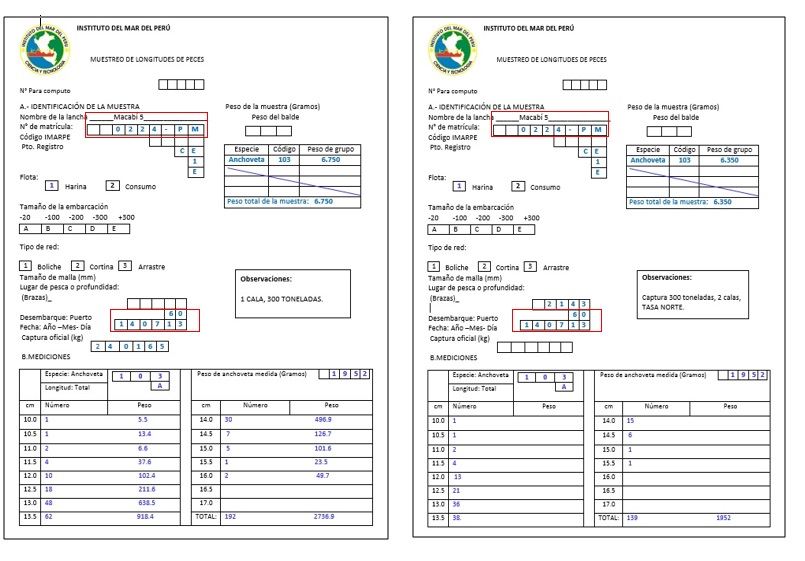 INSTITUTO DEL MAR DEL PERÚ
MUESTREO DE LONGITUDES DE PECES
N° Para computo
A.- IDENTIFICACIÓN DE LA MUESTRA
Nombre de la lancha ______Macabí 5______
N° de matrícula: 0 2 2 4 - P M
Código IMARPE
Pto. Registro C E
1
E
Peso de la muestra (Gramos)
Peso del balde
Especie Código Peso de grupo
Anchoveta 103 6.750
Peso total de la muestra: 6.750
Flota:
1 Harina 2 Consumo
Tamaño de la embarcación
-20 -100 -200 -300 +300
A B C D E
Tipo de red:
1 Boliche 2 Cortina 3 Arrastre
Tamaño de malla (mm)
Lugar de pesca o profundidad:
(Brazas)_
6 0
Desembarque: Puerto
Fecha: Año –Mes- Día 1 4 0 7 1 3
Captura oficial (kg)
2 4 0 1 6 5
Observaciones:
1 CALA, 300 TONELADAS.
B.MEDICIONES
Especie: Anchoveta 1 0 3
Longitud: Total A
Peso de anchoveta medida (Gramos) 1 9 5 2
cm Número Peso cm Número Peso
10.0 1 5.5 14.0 30 496.9
10.5 1 13.4 14.5 7 126.7
11.0 2 6.6 15.0 5 101.6
11.5 4 37.6 15.5 1 23.5
12.0 10 102.4 16.0 2 49.7
12.5 18 211.6 16.5
13.0 48 638.5 17.0
13.5 62 918.4 TOTAL: 192 2736.9
INSTITUTO DEL MAR DEL PERÚ
MUESTREO DE LONGITUDES DE PECES
N° Para computo
A.- IDENTIFICACIÓN DE LA MUESTRA
Nombre de la lancha ______Macabí 5______
N° de matrícula: 0 2 2 4 - P M
Código IMARPE
Pto. Registro C E
1
E
Peso de la muestra (Gramos)
Peso del balde
Especie Código Peso de grupo
Anchoveta 103 6.350
Peso total de la muestra: 6.350
Flota:
1 Harina 2 Consumo
Tamaño de la embarcación
-20 -100 -200 -300 +300
A B C D E
Tipo de red:
1 Boliche 2 Cortina 3 Arrastre
Tamaño de malla (mm)
Lugar de pesca o profundidad:
(Brazas)_ 2 1 4 3
6 0
Desembarque: Puerto
Fecha: Año –Mes- Día 1 4 0 7 1 3
Captura oficial (kg)
Observaciones:
Captura 300 toneladas, 2 calas,
TASA NORTE.
B.MEDICIONES
Especie: Anchoveta 1 0 3
Longitud: Total A
Peso de anchoveta medida (Gramos) 1 9 5 2
cm Número Peso cm Número Peso
10.0 1 14.0 15
10.5 1 14.5 6
11.0 2 15.0 1
11.5 4 15.5 1
12.0 13 16.0
12.5 21 16.5
13.0 36 17.0
13.5 38. TOTAL: 139 1952